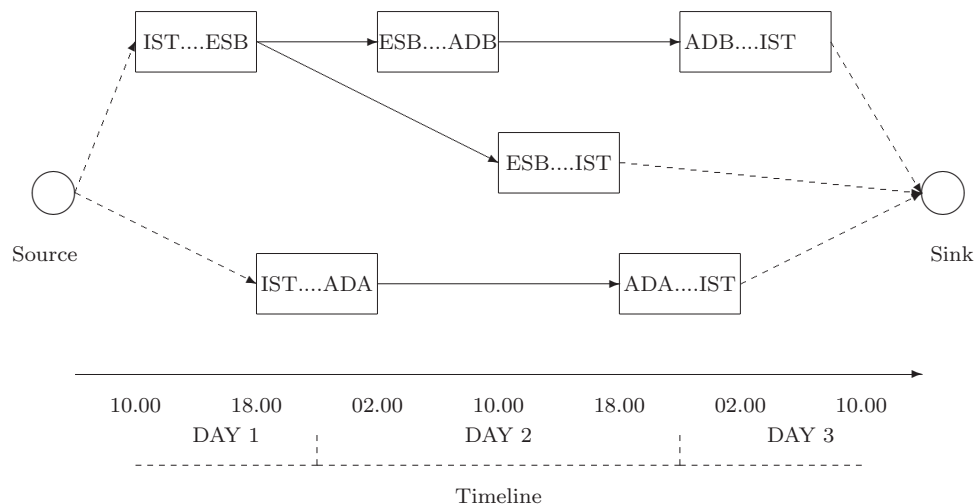 IST....ESB
ESB....ADB
ADB....IST
ESB....IST
Source
Sink
IST....ADA
ADA....IST
10.00 18.00 02.00 10.00 18.00 02.00 10.00
DAY 1 DAY 2 DAY 3
Timeline